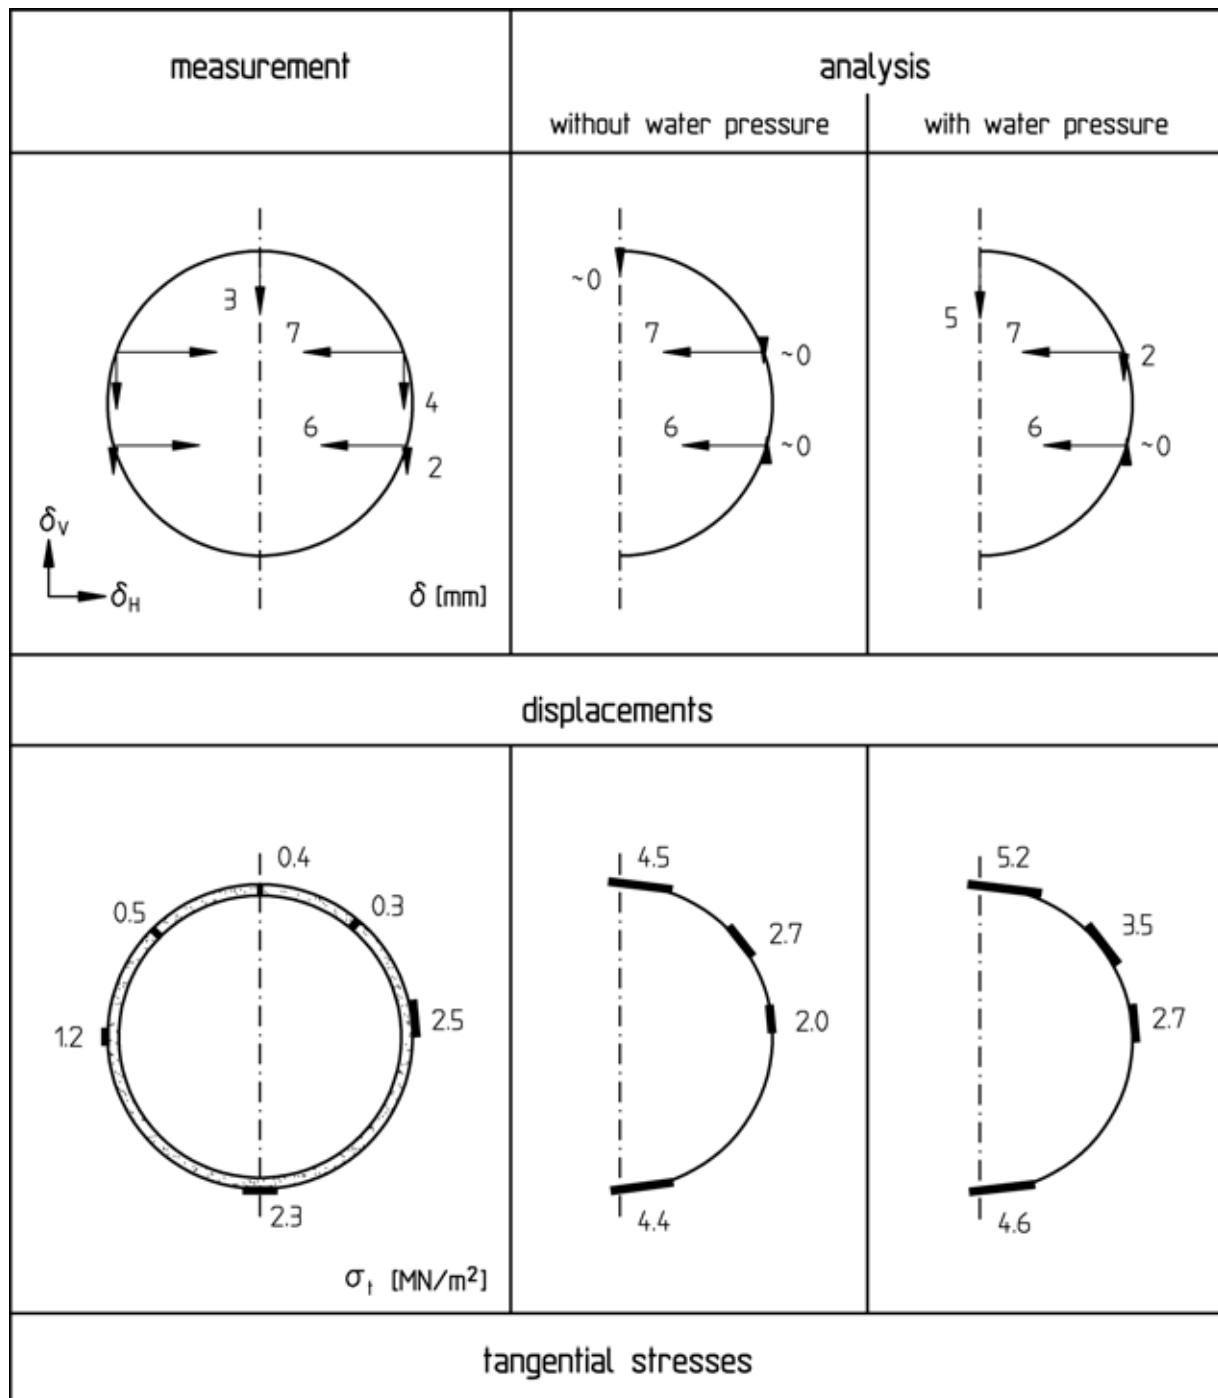 measurement
analysis
without water pressure
with water pressure
3
7
4
6
2
δV
δH
δ [mm]
~0
7
~0
6
~0
5
7
2
6
~0
displacements
0.4
0.5
0.3
1.2
2.5
2.3
σt [MN/m²]
4.5
2.7
2.0
4.4
5.2
3.5
2.7
4.6
tangential stresses